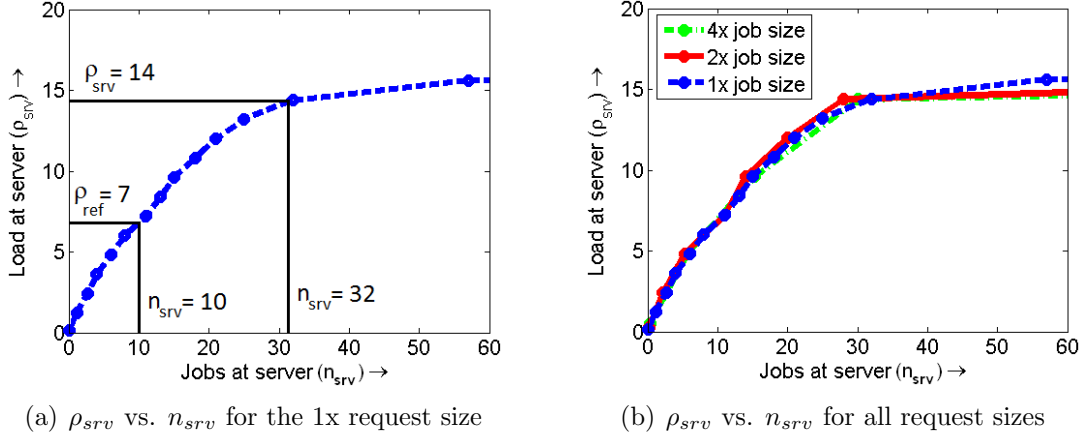 20
15
10
5
0
Load at server (ρsrv) →
ρsrv = 14
ρref = 7
nsrv = 10
nsrv = 32
0 10 20 30 40 50 60
Jobs at server (nsrv) →
(a) ρsrv vs. nsrv for the 1x request size
20
15
10
5
0
Load at server (ρsrv) →
4x job size
2x job size
1x job size
0 10 20 30 40 50 60
Jobs at server (nsrv) →
(b) ρsrv vs. nsrv for all request sizes